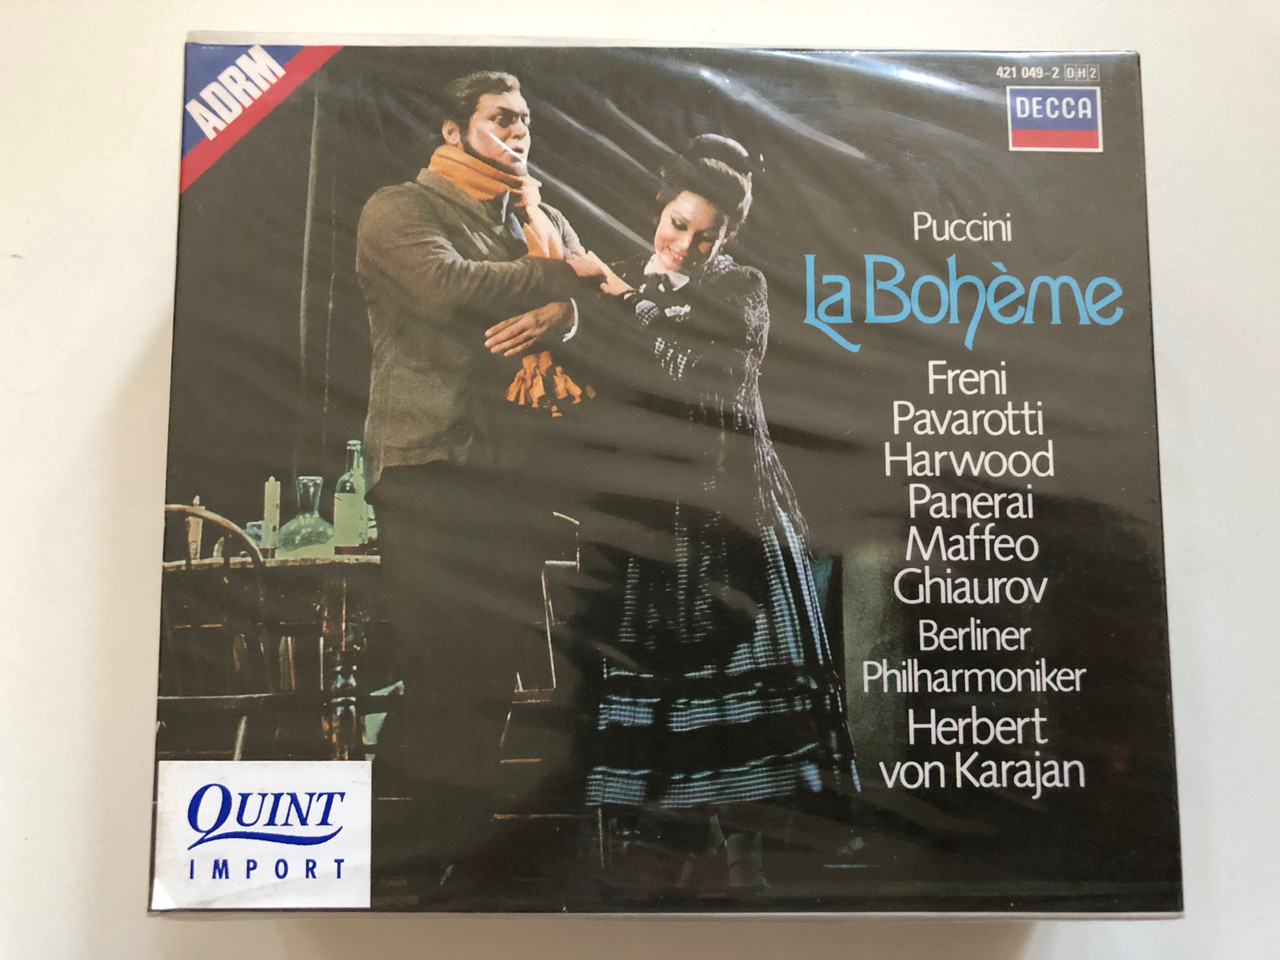 ADRM
421 049-2 DH2
DECCA
Puccini
La Bohème
Freni
Pavarotti
Harwood
Panerai
Maffeo
Ghiaurov
Berliner
Philharmoniker
Herbert
von Karajan
QUINT
IMPORT